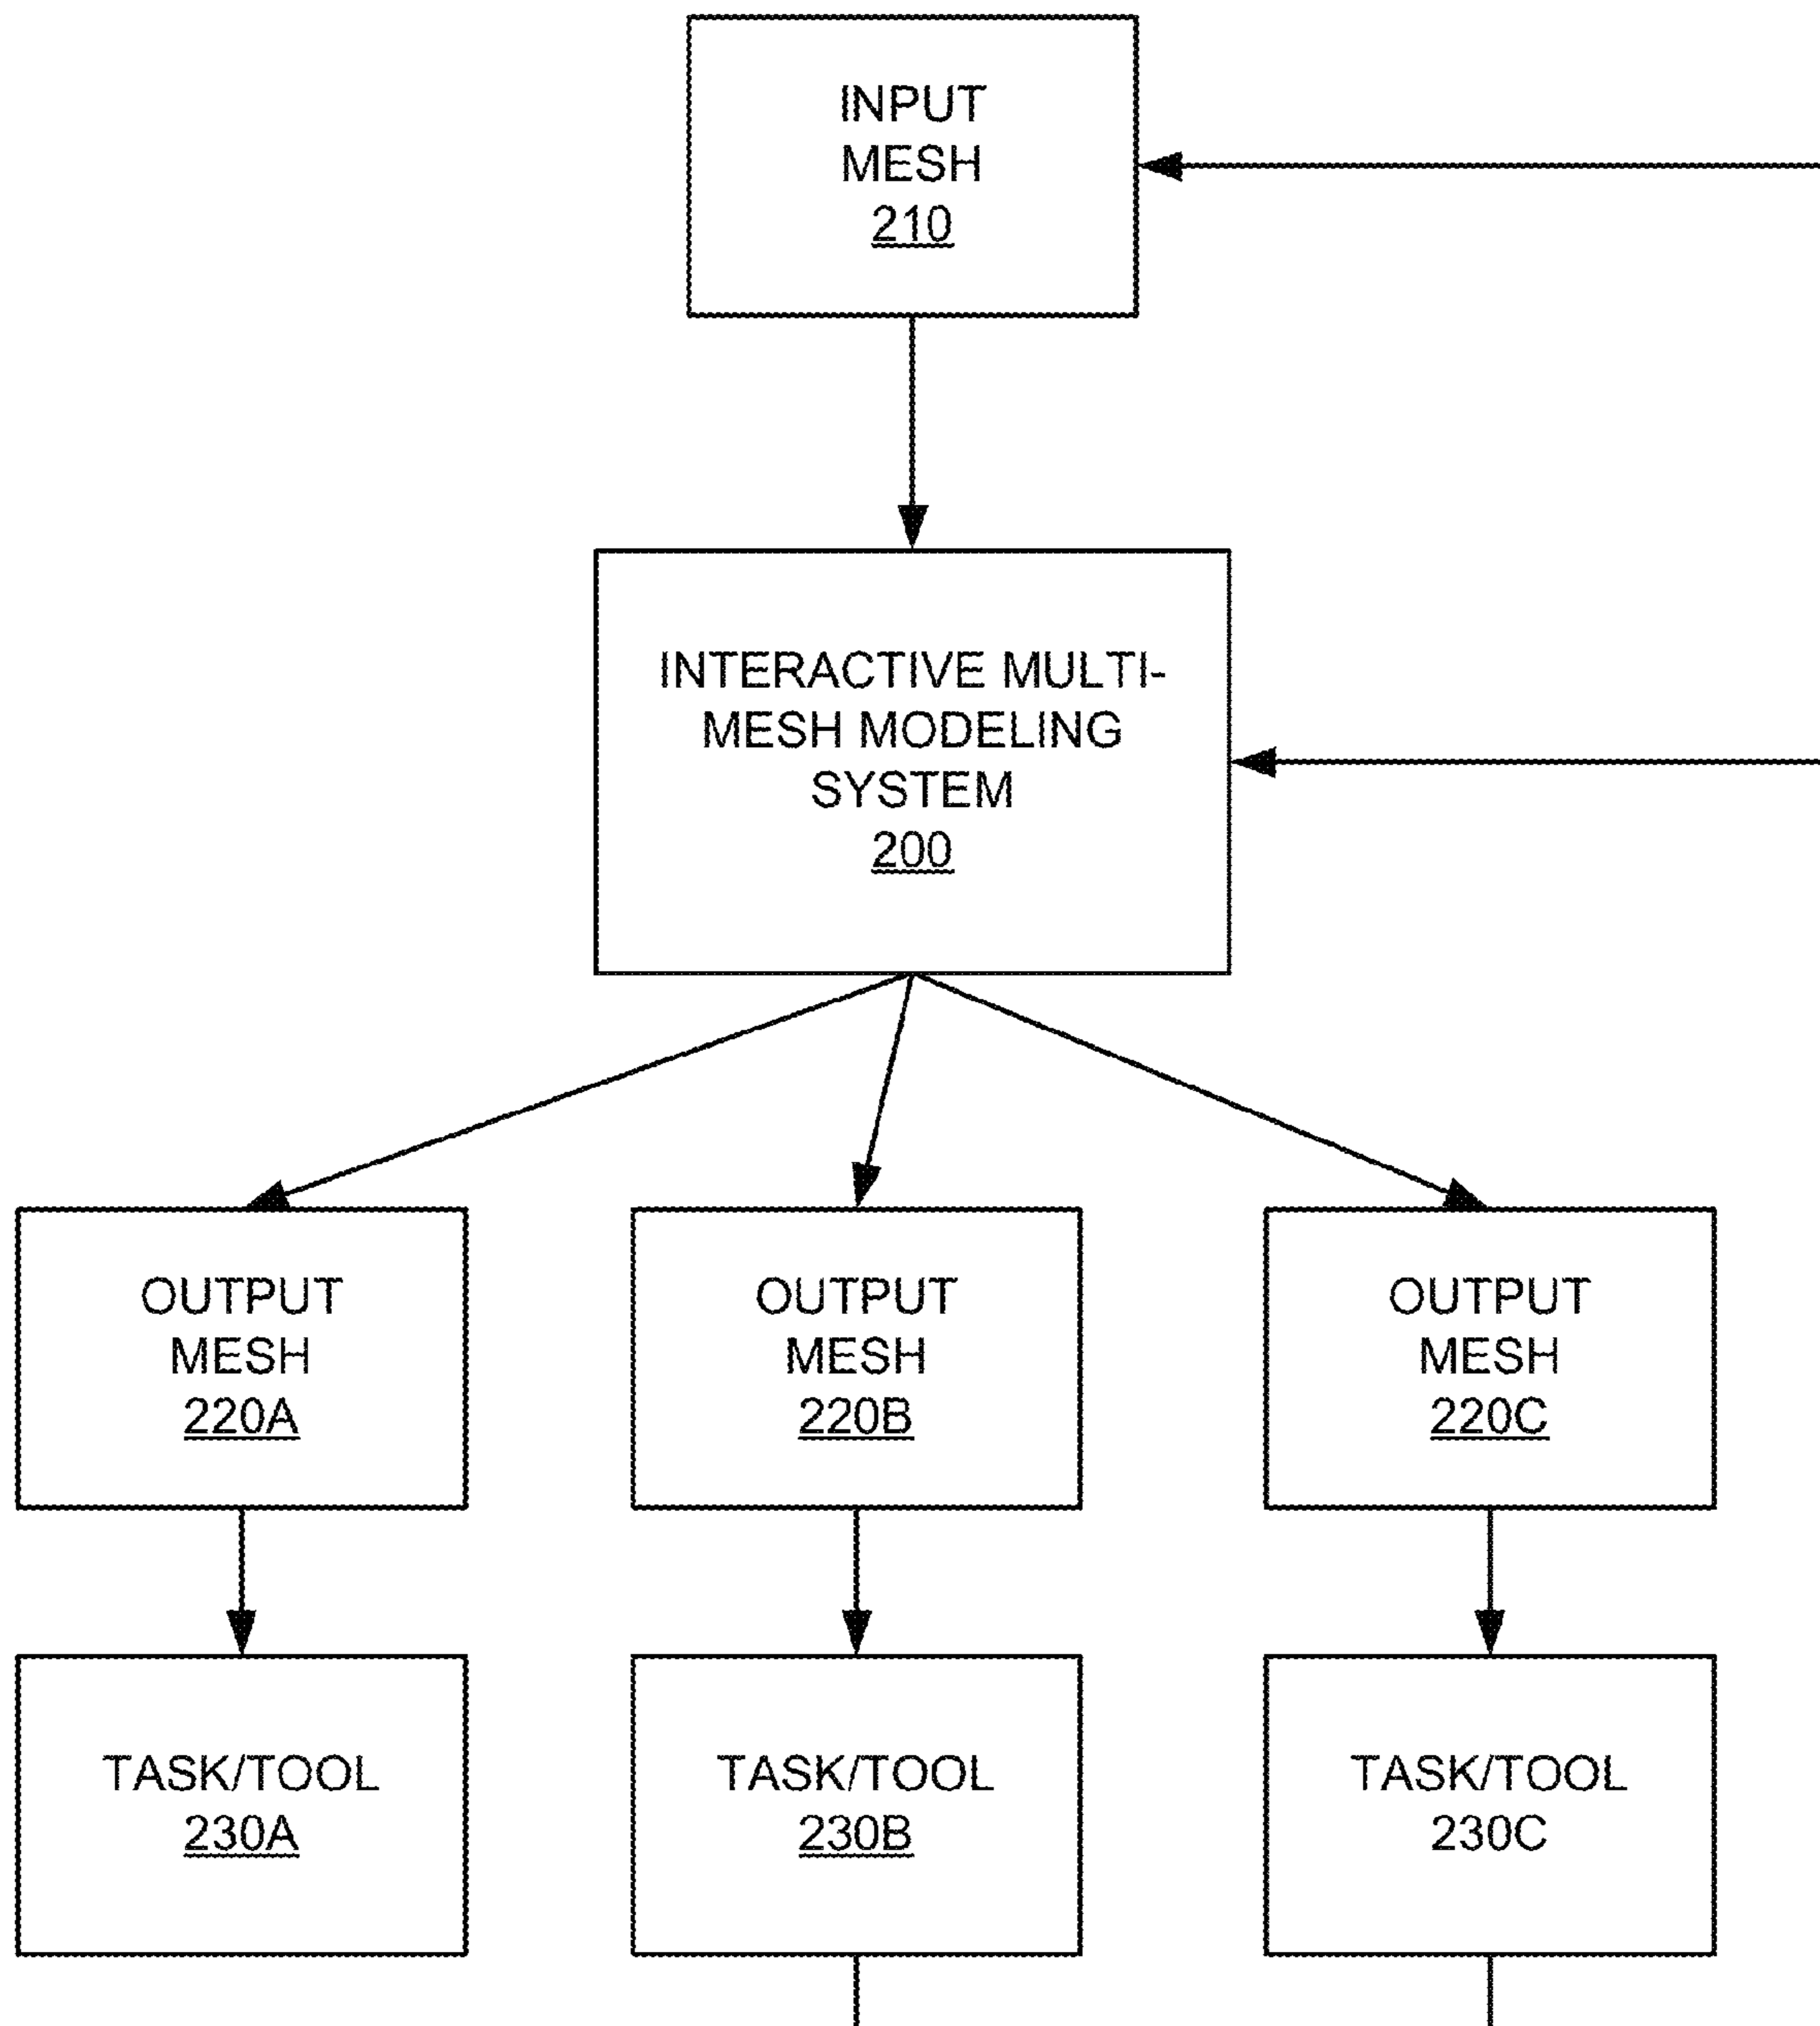 INPUT
MESH
210
INTERACTIVE MULTI-
MESH MODELING
SYSTEM
200
OUTPUT
MESH
220A
OUTPUT
MESH
220B
OUTPUT
MESH
220C
TASK/TOOL
230A
TASK/TOOL
230B
TASK/TOOL
230C